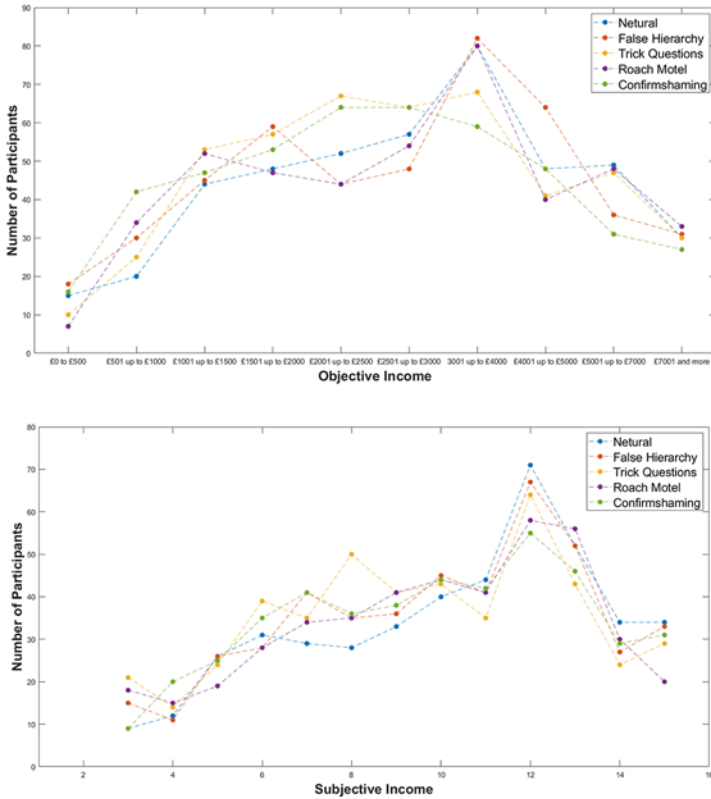 90
80
70
60
50
40
30
20
10
0
Number of Participants
Netural
False Hierarchy
Trick Questions
Roach Motel
Confirmshaming
£0 to £500 £501 up to £1000 £1001 up to £1500 £1501 up to £2000 £2001 up to £2500 £2501 up to £3000 3001 up to £4000 £4001 up to £5000 £5001 up to £7000 £7001 and more
Objective Income
80
70
60
50
40
30
20
10
0
Number of Participants
Netural
False Hierarchy
Trick Questions
Roach Motel
Confirmshaming
2 4 6 8 10 12 14 16
Subjective Income